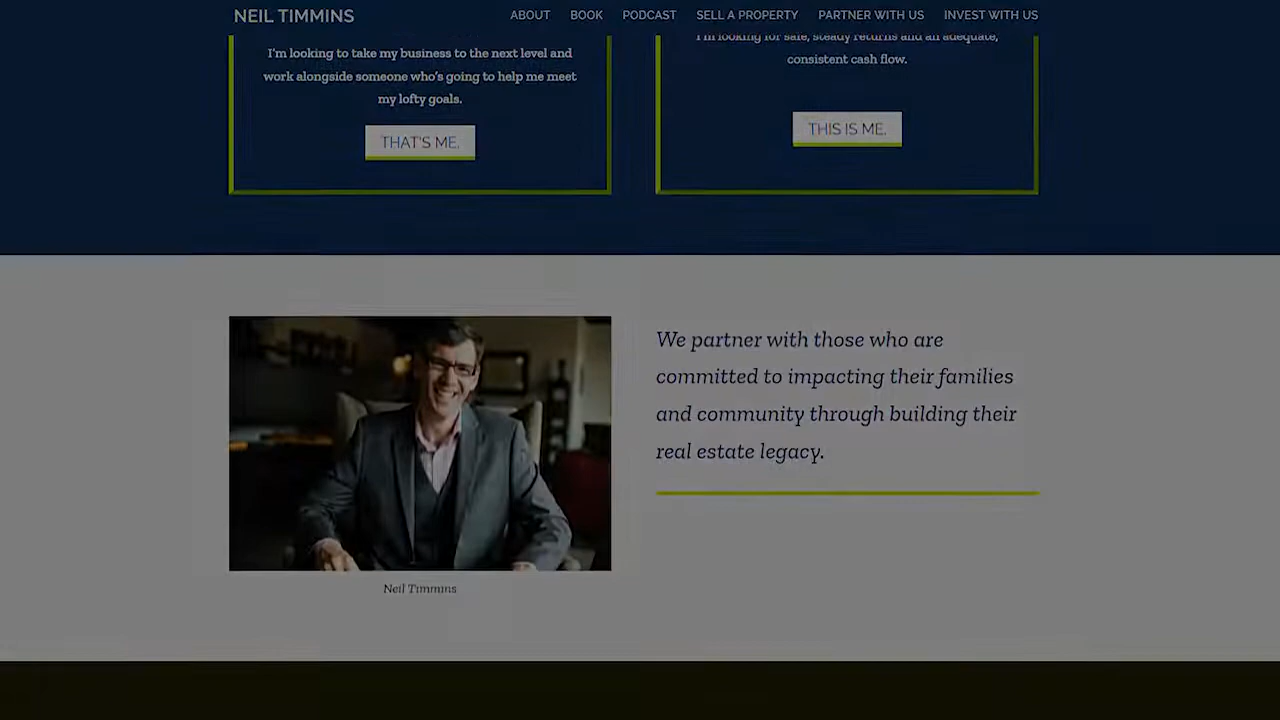 NEIL TIMMINS
ABOUT BOOK PODCAST SELL A PROPERTY PARTNER WITH US INVEST WITH US
I'm looking to take my business to the next level and
work alongside someone who's going to help me meet
my lofty goals.
THAT'S ME.
I'm looking for safe, steady returns and an adequate,
consistent cash flow.
THIS IS ME.
We partner with those who are
committed to impacting their families
and community through building their
real estate legacy.
Neil Timmins